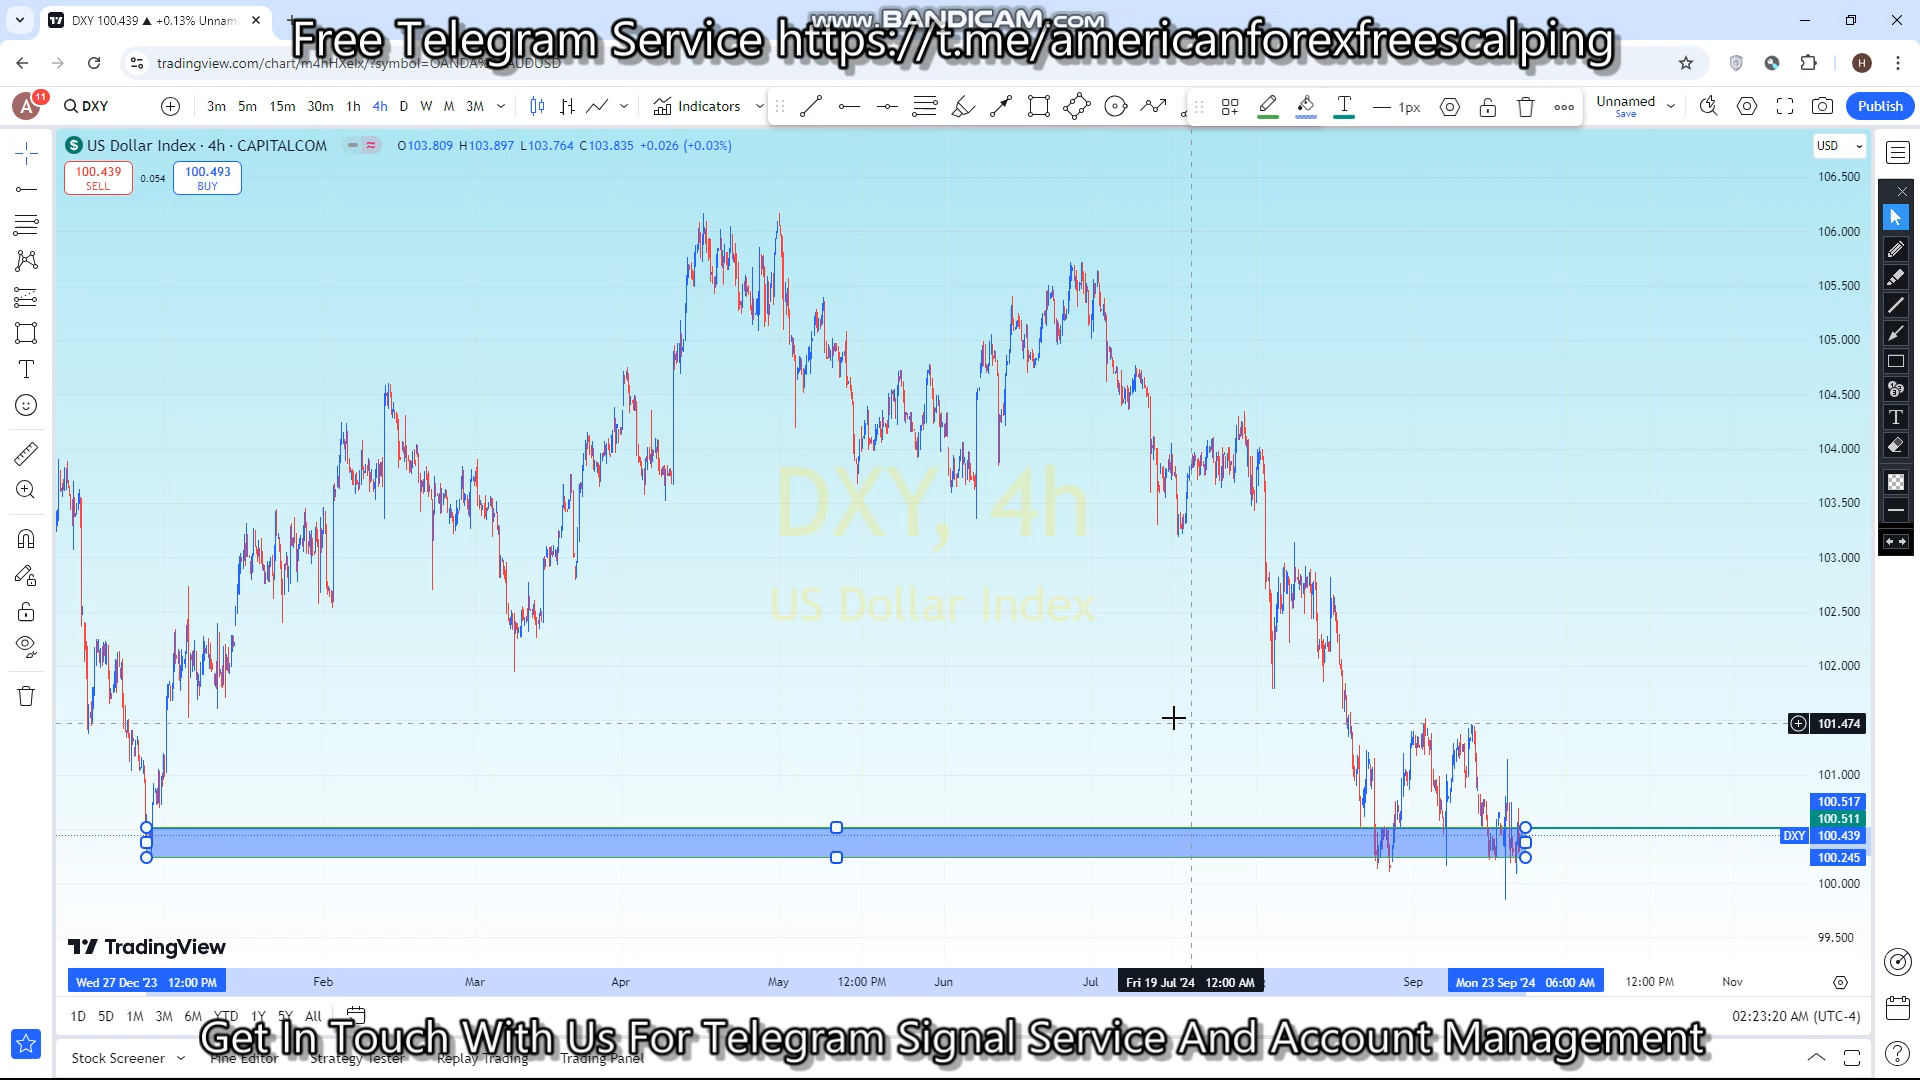 DXY 100.439 ▲ +0.13% Unnam
www.BANDICAM.COM
Free Telegram Service https://t.me/americanforexfreescalping
tradingview.com/chart/m4hHXelx/?symbol=OANDA%3AAUDUSD
H
A 11 DXY 3m 5m 15m 30m 1h 4h D W M 3M Indicators 1px Unnamed Save Publish
US Dollar Index · 4h · CAPITALCOM O103.809 H103.897 L103.764 C103.835 +0.026 (+0.03%)
USD
100.439 SELL 0.054 100.493 BUY
106.500
106.000
105.500
105.000
104.500
104.000
103.500
103.000
102.500
102.000
101.474
101.000
100.517
100.511
DXY 100.439
100.245
100.000
99.500
DXY, 4h
US Dollar Index
TradingView
Wed 27 Dec '23 12:00 PM Feb Mar Apr May 12:00 PM Jun Jul Fri 19 Jul '24 12:00 AM Sep Mon 23 Sep '24 06:00 AM 12:00 PM Nov
1D 5D 1M 3M 6M YTD 1Y 5Y All
02:23:20 AM (UTC-4)
Get In Touch With Us For Telegram Signal Service And Account Management
Stock Screener Pine Editor Strategy Tester Replay Trading Trading Panel